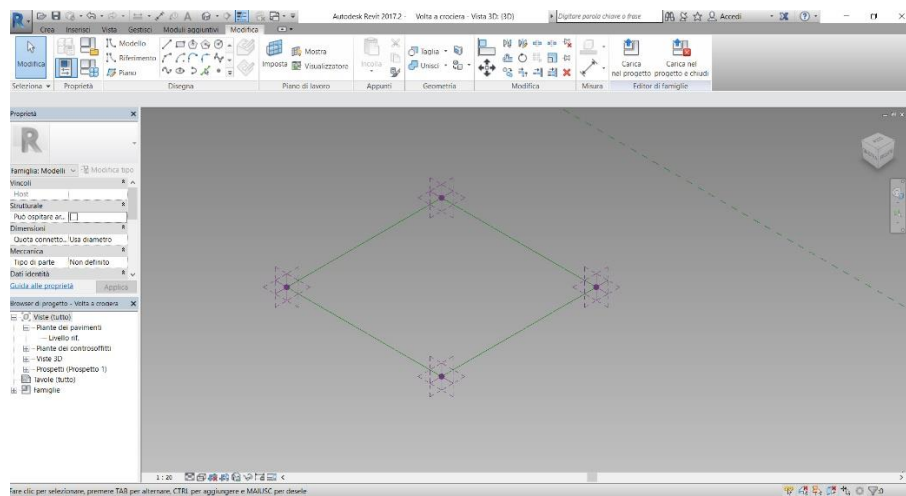 Autodesk Revit 2017.2 - Volta a crociera - Vista 3D: {3D}
Digitare parola chiave o frase
Accedi
Crea Inserisci Vista Gestisci Moduli aggiuntivi Modifica
Modifica
Modello
Riferimento
Piano
Imposta
Mostra
Visualizzatore
Incolla
Taglia
Unisci
Carica nel progetto
Carica nel progetto e chiudi
Seleziona Proprietà Disegna Piano di lavoro Appunti Geometria Modifica Misura Editor di famiglie
Proprietà
R
Famiglia: Modelli Modifica tipo
Vincoli
Host
Strutturale
Può ospitare ar...
Dimensioni
Quota connetto... Usa diametro
Meccanica
Tipo di parte Non definito
Dati identità
Guida alle proprietà Applica
Browser di progetto - Volta a crociera
Viste (tutto)
Piante dei pavimenti
Livello rif.
Piante dei controsoffitti
Viste 3D
Prospetti (Prospetto 1)
Tavole (tutto)
Famiglie
1 : 20
Fare clic per selezionare, premere TAB per alternare, CTRL per aggiungere e MAIUSC per desele
:0